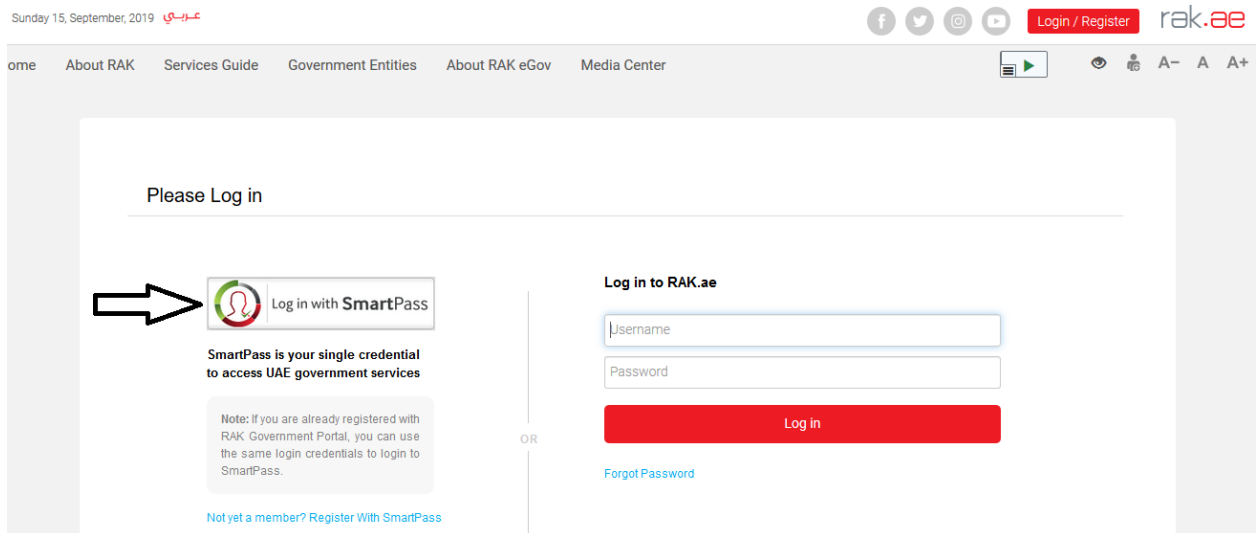 Sunday 15, September, 2019 عـربـي
Login / Register
rak.ae
ome About RAK Services Guide Government Entities About RAK eGov Media Center
A− A A+
Please Log in
Log in with SmartPass
SmartPass is your single credential
to access UAE government services
Note: If you are already registered with
RAK Government Portal, you can use
the same login credentials to login to
SmartPass.
Not yet a member? Register With SmartPass
OR
Log in to RAK.ae
Username
Password
Log in
Forgot Password